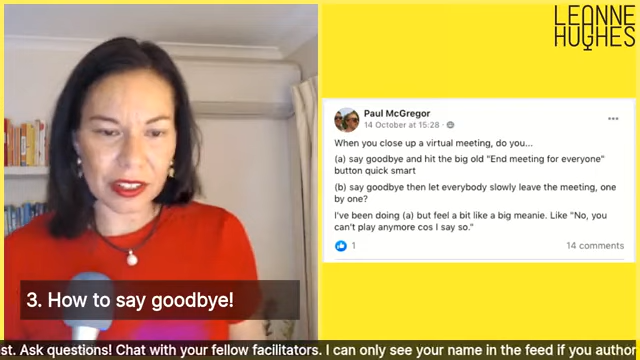 LEANNE
HUGHES
Paul McGregor
14 October at 15:28 ·
When you close up a virtual meeting, do you...
(a) say goodbye and hit the big old "End meeting for everyone"
button quick smart
(b) say goodbye then let everybody slowly leave the meeting, one
by one?
I've been doing (a) but feel a bit like a big meanie. Like "No, you
can't play anymore cos I say so."
1
14 comments
3. How to say goodbye!
st. Ask questions! Chat with your fellow facilitators. I can only see your name in the feed if you author